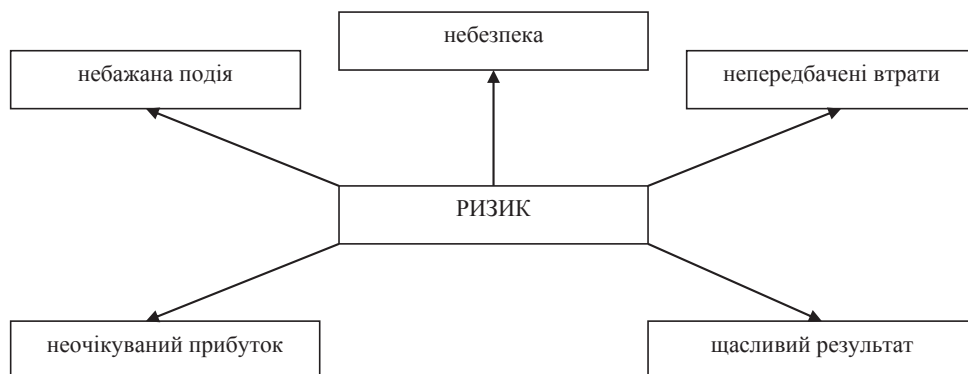 небезпека
небажана подія
непередбачені втрати
РИЗИК
неочікуваний прибуток
щасливий результат